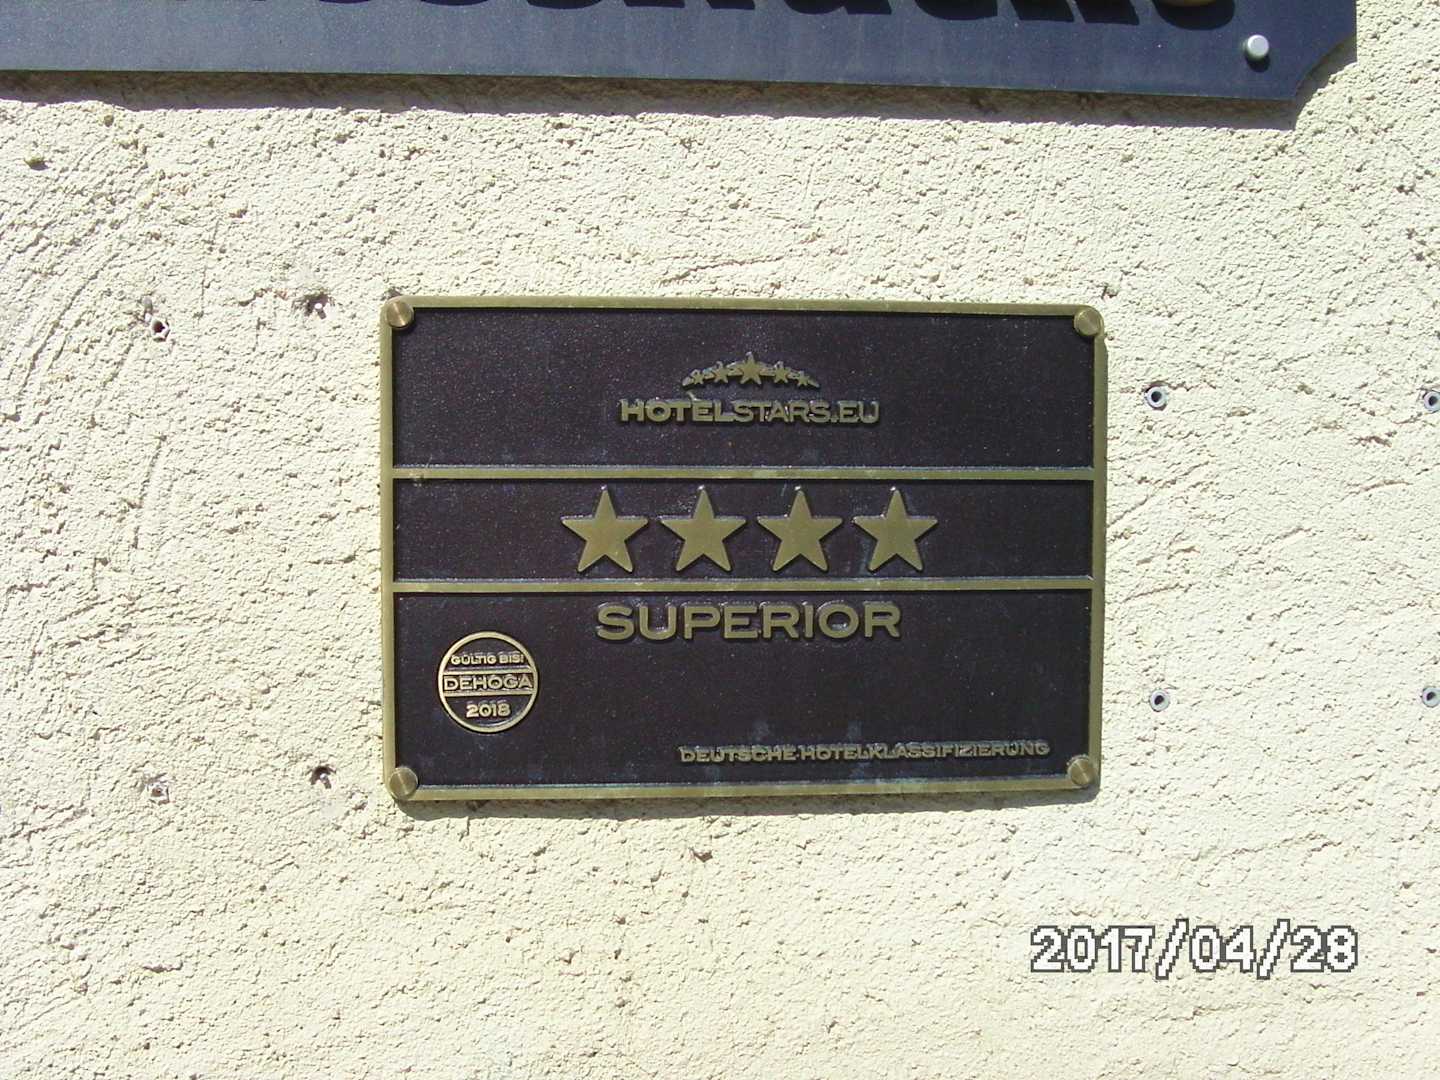 HOTELSTARS.EU
SUPERIOR
GÜLTIG BIS:
DEHOGA
2018
DEUTSCHE HOTELKLASSIFIZIERUNG
2017/04/28